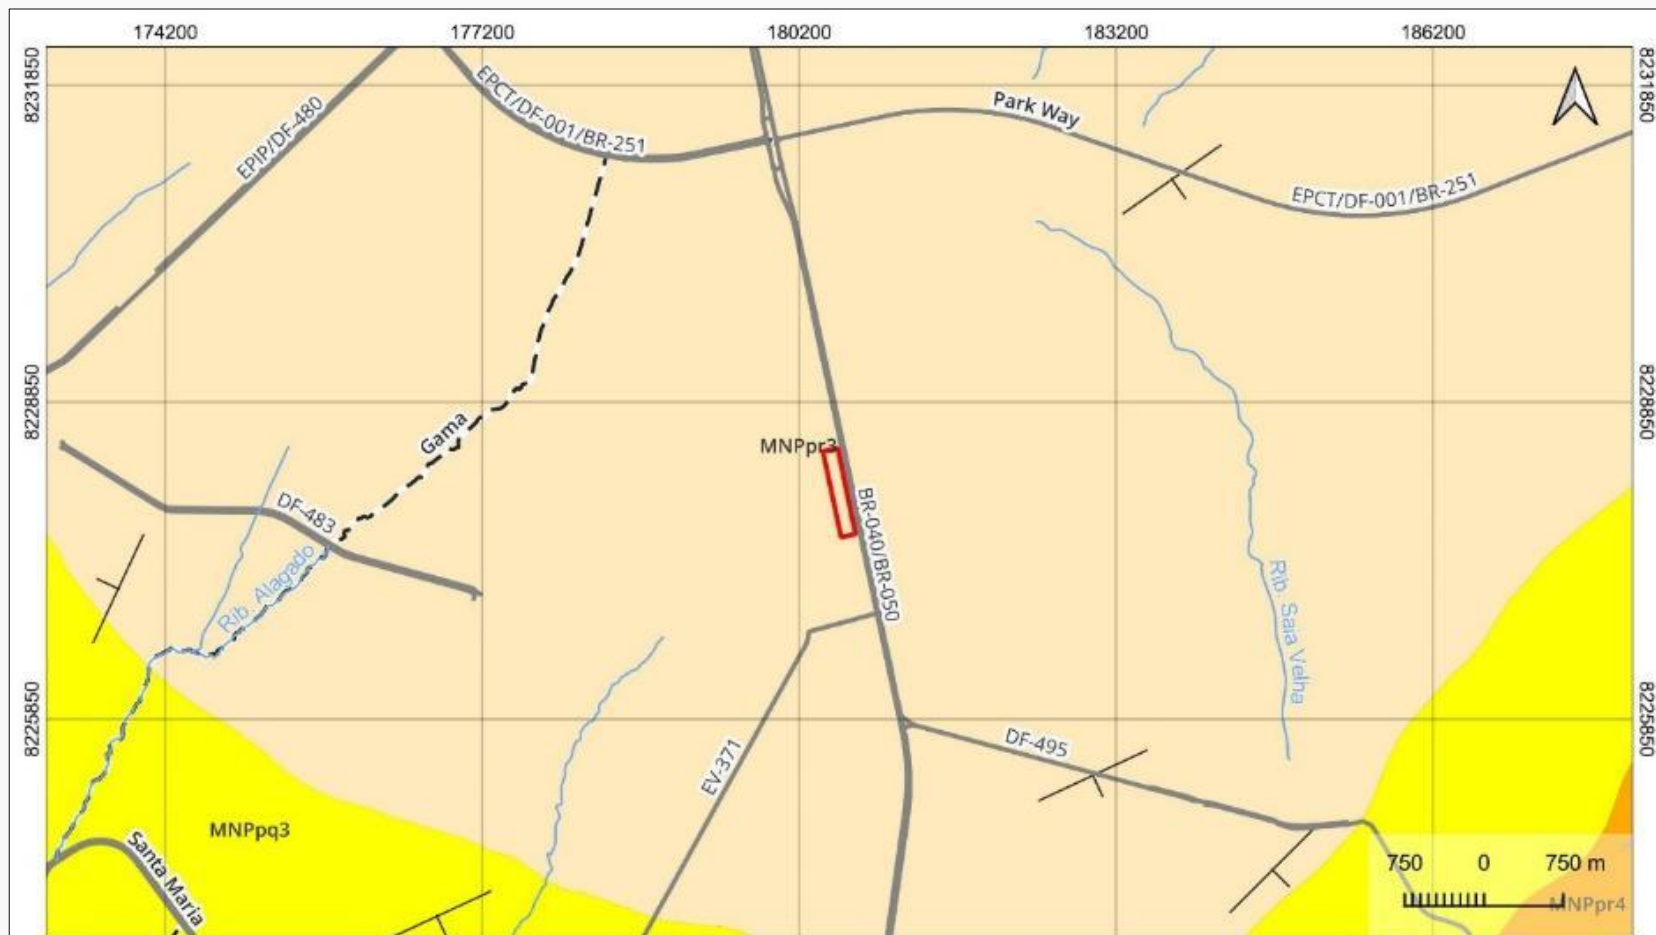 174200
177200
180200
183200
186200
8231850
8231850
EPCT/DF-001/BR-251
Park Way
EPIP/DF-480
EPCT/DF-001/BR-251
8228850
8228850
Gama
MNPpr3
DF-483
BR-040/BR-050
Rib. Alagado
Rib. Saia Velha
8225850
8225850
DF-495
EV-371
MNPpq3
Santa Maria
750 0 750 m
MNPpr4